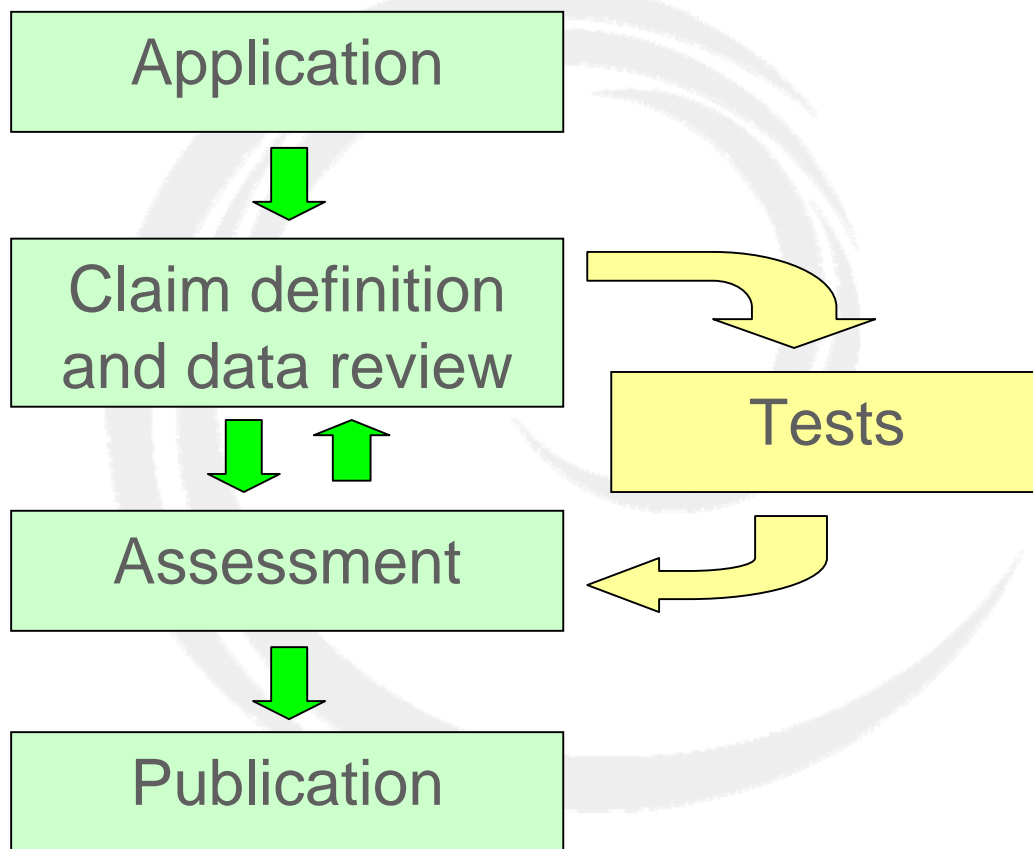 Application
Claim definition
and data review
Tests
Assessment
Publication